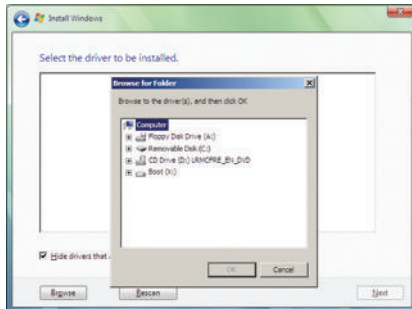 Install Windows
Select the driver to be installed.
Browse for Folder
Browse to the driver(s), and then click OK
Computer
Floppy Disk Drive (A:)
Removable Disk (C:)
CD Drive (D:) LRMCFRE_EN_DVD
Boot (X:)
Hide drivers that
OK
Cancel
Browse
Rescan
Next